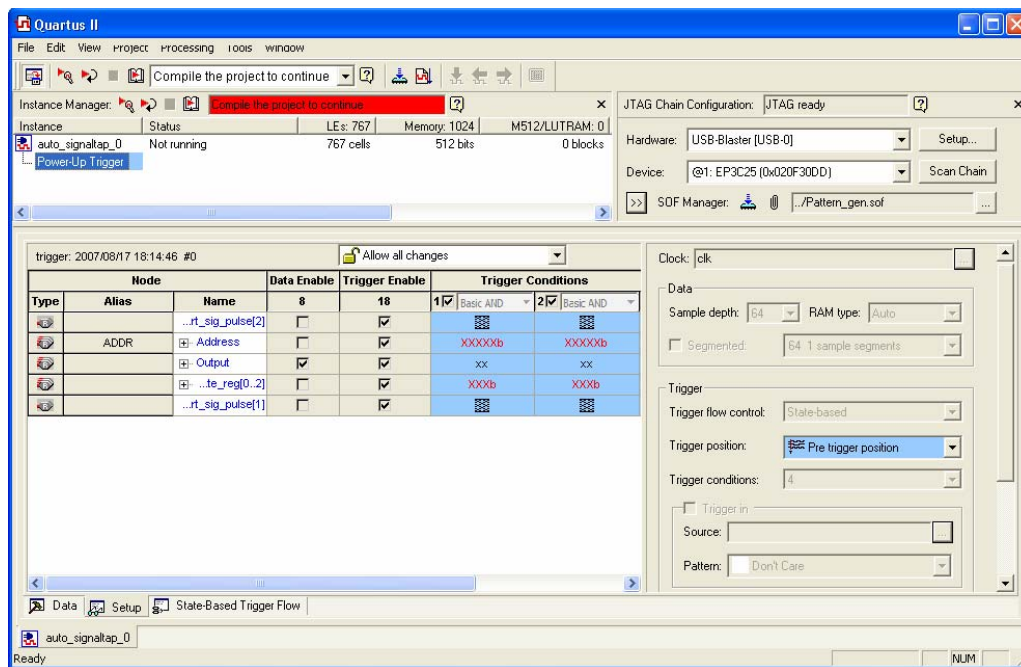 Quartus II
File Edit View Project Processing Tools Window
Compile the project to continue
Instance Manager: Compile the project to continue
Instance Status LEs: 767 Memory: 1024 M512/LUTRAM: 0
auto_signaltap_0 Not running 767 cells 512 bits 0 blocks
Power-Up Trigger
JTAG Chain Configuration: JTAG ready
Hardware: USB-Blaster [USB-0] Setup...
Device: @1: EP3C25 (0x020F30DD) Scan Chain
>> SOF Manager: ../Pattern_gen.sof ...
trigger: 2007/08/17 18:14:46 #0 Allow all changes
Node Data Enable Trigger Enable Trigger Conditions
Type Alias Name 8 18 1 Basic AND 2 Basic AND
...rt_sig_pulse[2]
ADDR Address XXXXXb XXXXXb
Output xx xx
...te_reg[0..2] XXXb XXXb
...rt_sig_pulse[1]
Clock: clk ...
Data
Sample depth: 64 RAM type: Auto
Segmented: 64 1 sample segments
Trigger
Trigger flow control: State-based
Trigger position: Pre trigger position
Trigger conditions: 4
Trigger in
Source: ...
Pattern: Don't Care
Data Setup State-Based Trigger Flow
auto_signaltap_0
Ready NUM